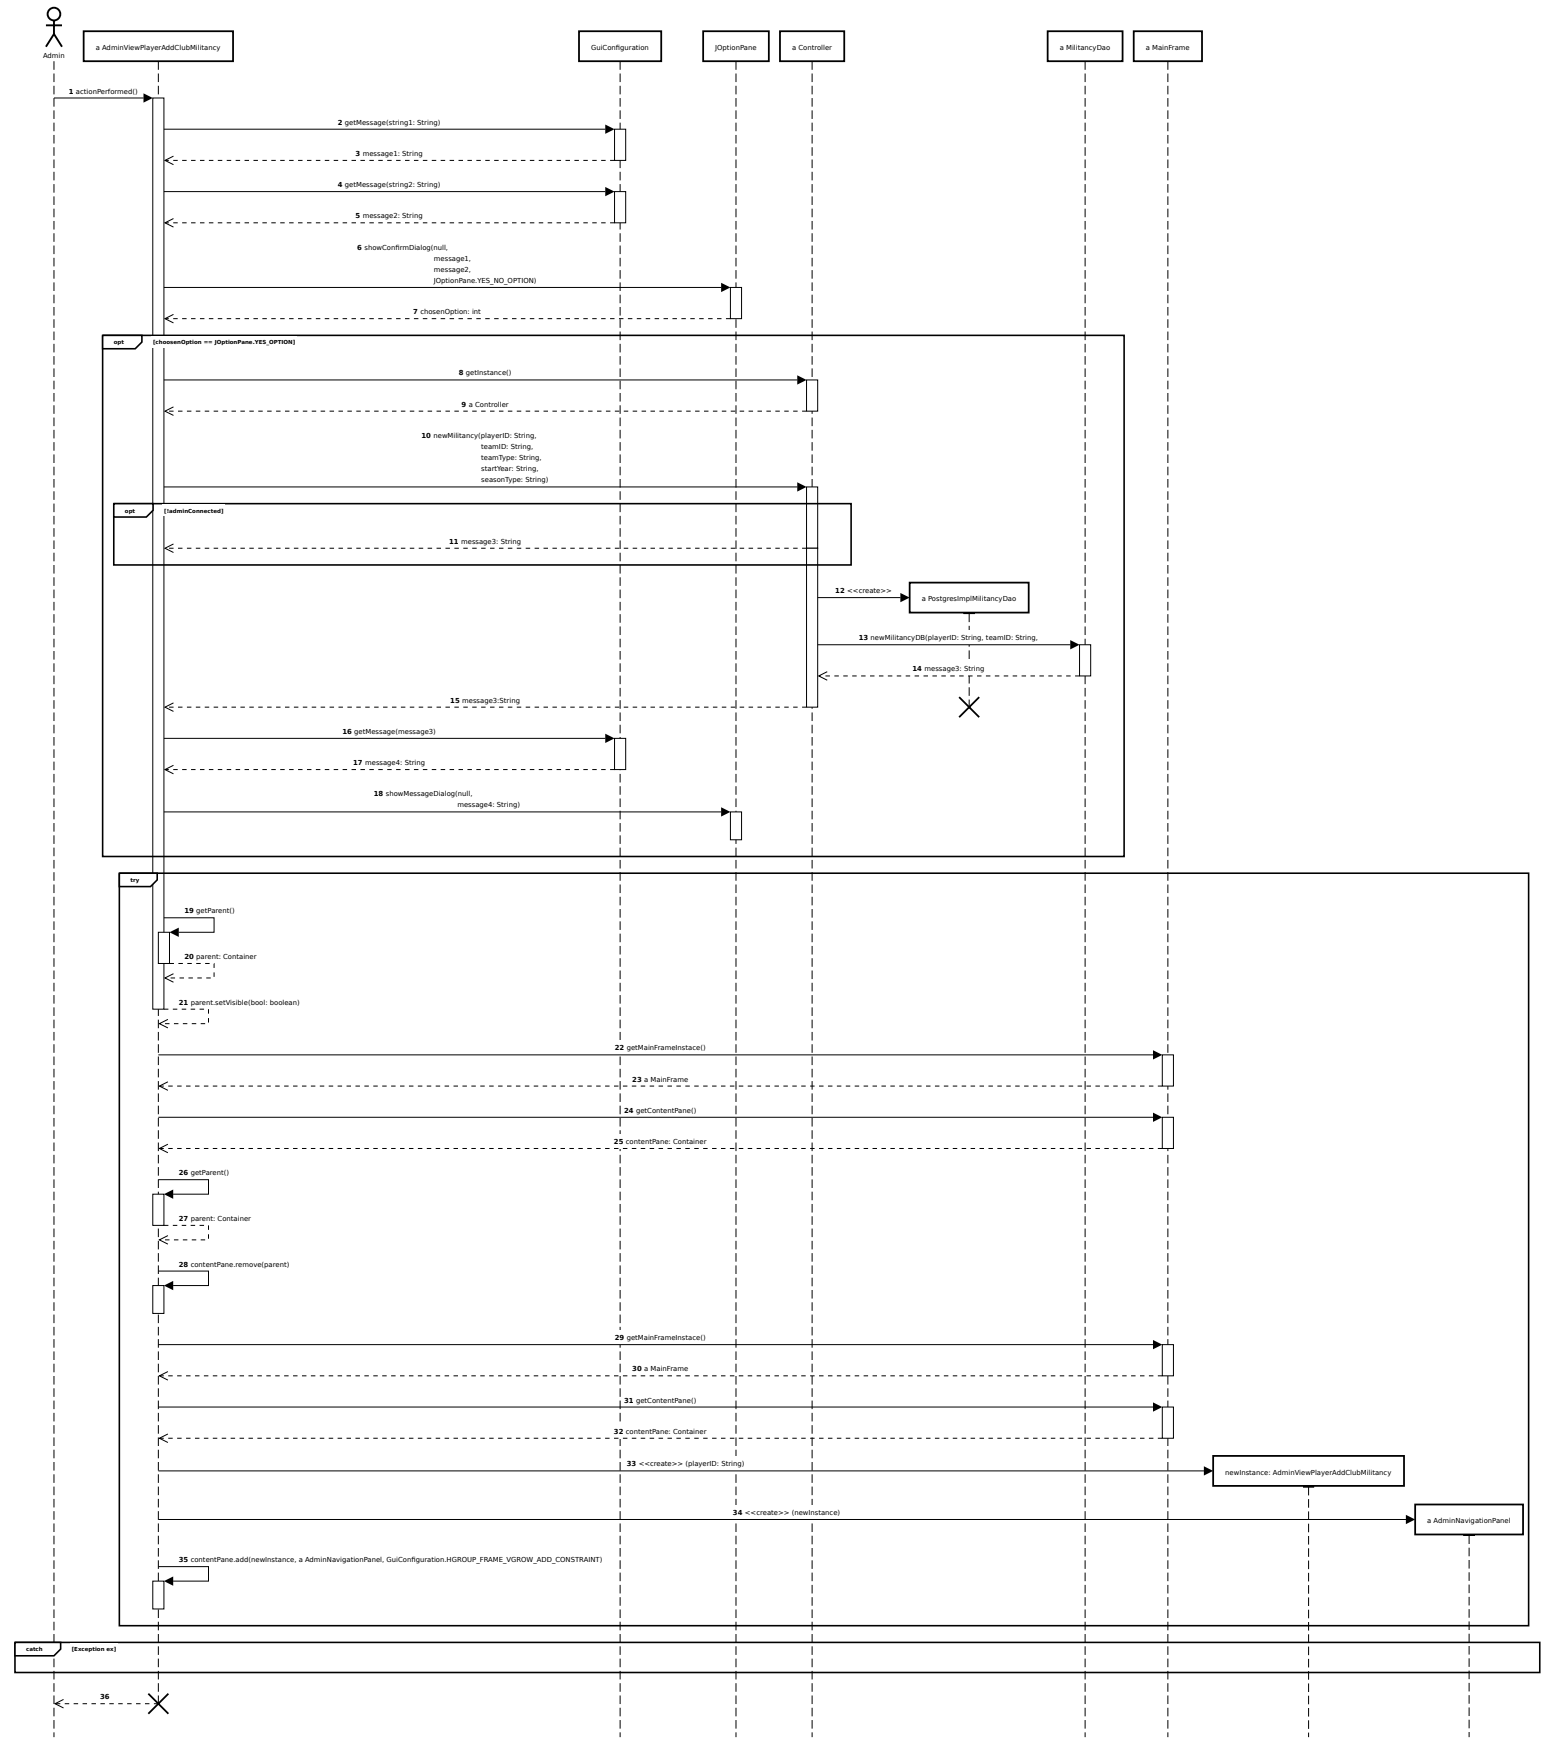 Admin
a AdminViewPlayerAddClubMilitancy
GuiConfiguration
JOptionPane
a Controller
a MilitancyDao
a MainFrame
1 actionPerformed()
2 getMessage(string1: String)
3 message1: String
4 getMessage(string2: String)
5 message2: String
6 showConfirmDialog(null,
message1,
message2,
JOptionPane.YES_NO_OPTION)
7 chosenOption: int
opt
[choosenOption == JOptionPane.YES_OPTION]
8 getInstance()
9 a Controller
10 newMilitancy(playerID: String,
teamID: String,
teamType: String,
startYear: String,
seasonType: String)
opt
[!adminConnected]
11 message3: String
12 <<create>>
a PostgresImplMilitancyDao
13 newMilitancyDB(playerID: String, teamID: String,
14 message3: String
15 message3:String
16 getMessage(message3)
17 message4: String
18 showMessageDialog(null,
message4: String)
try
19 getParent()
20 parent: Container
21 parent.setVisible(bool: boolean)
22 getMainFrameInstace()
23 a MainFrame
24 getContentPane()
25 contentPane: Container
26 getParent()
27 parent: Container
28 contentPane.remove(parent)
29 getMainFrameInstace()
30 a MainFrame
31 getContentPane()
32 contentPane: Container
33 <<create>> (playerID: String)
newInstance: AdminViewPlayerAddClubMilitancy
34 <<create>> (newInstance)
a AdminNavigationPanel
35 contentPane.add(newInstance, a AdminNavigationPanel, GuiConfiguration.HGROUP_FRAME_VGROW_ADD_CONSTRAINT)
catch
[Exception ex]
36